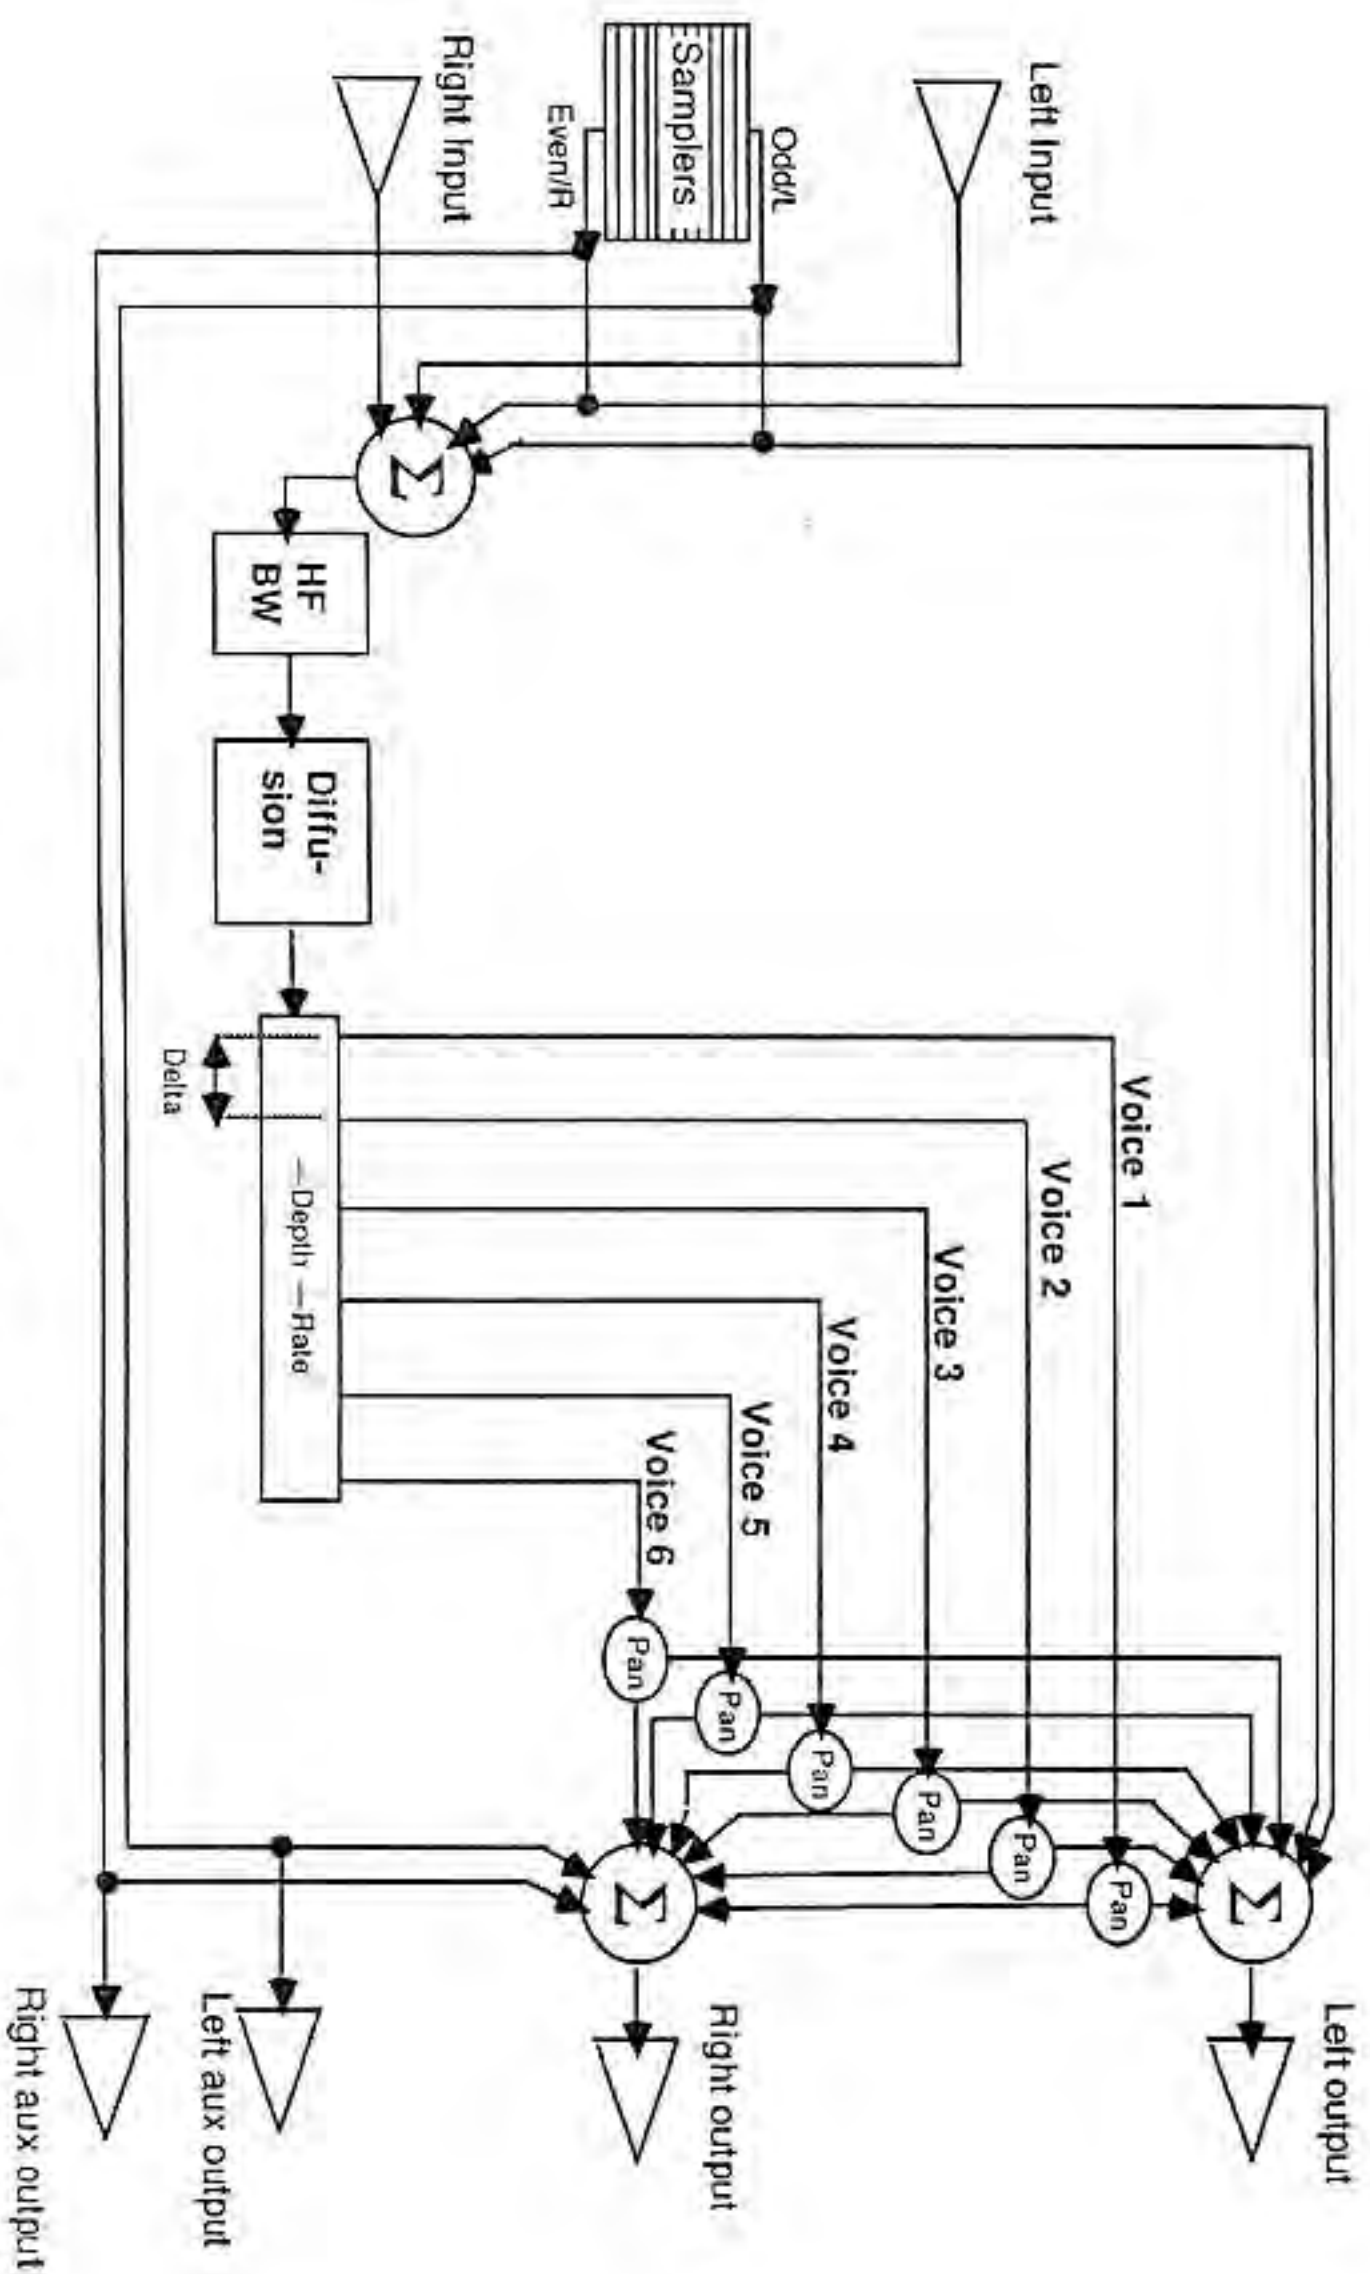 Left Input
Odd/L
Samplers
Even/R
Right Input
Σ
HF
BW
Diffu-
sion
Delta
Depth
Rate
Voice 1
Voice 2
Voice 3
Voice 4
Voice 5
Voice 6
Pan
Pan
Pan
Pan
Pan
Pan
Σ
Σ
Left output
Right output
Left aux output
Right aux output